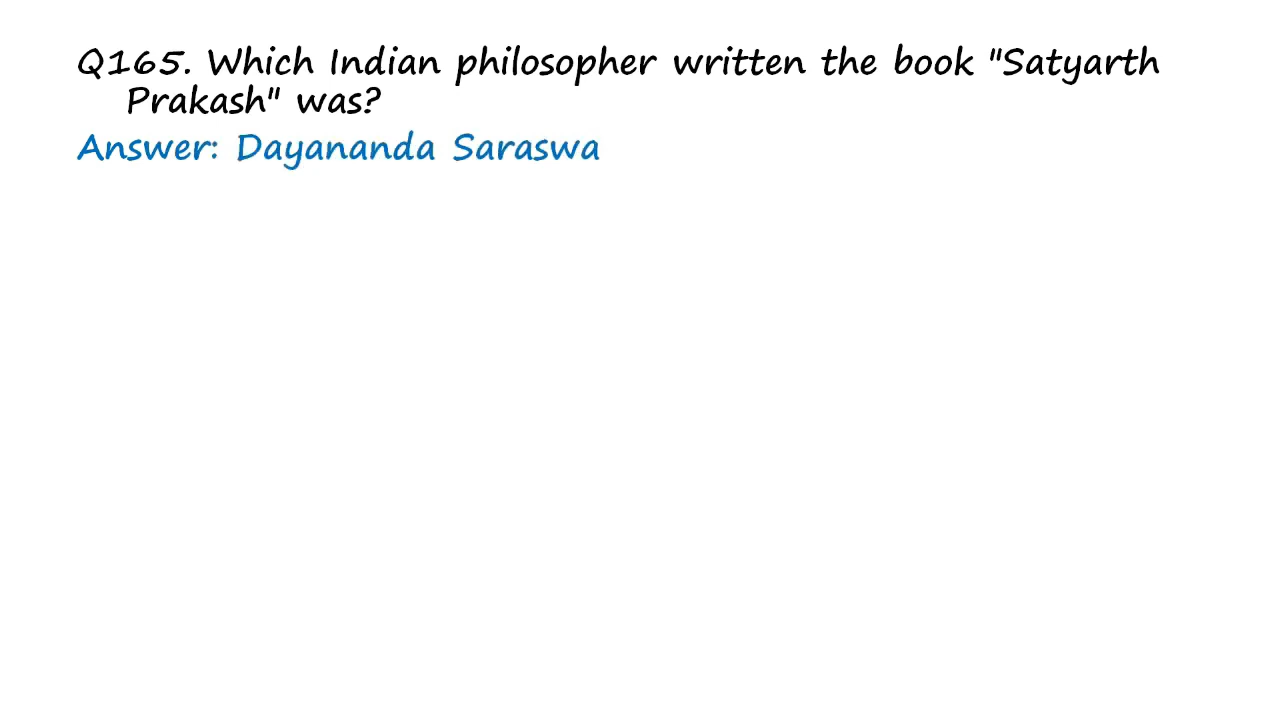 Q165. Which Indian philosopher written the book "Satyarth
Prakash" was?
Answer: Dayananda Saraswa